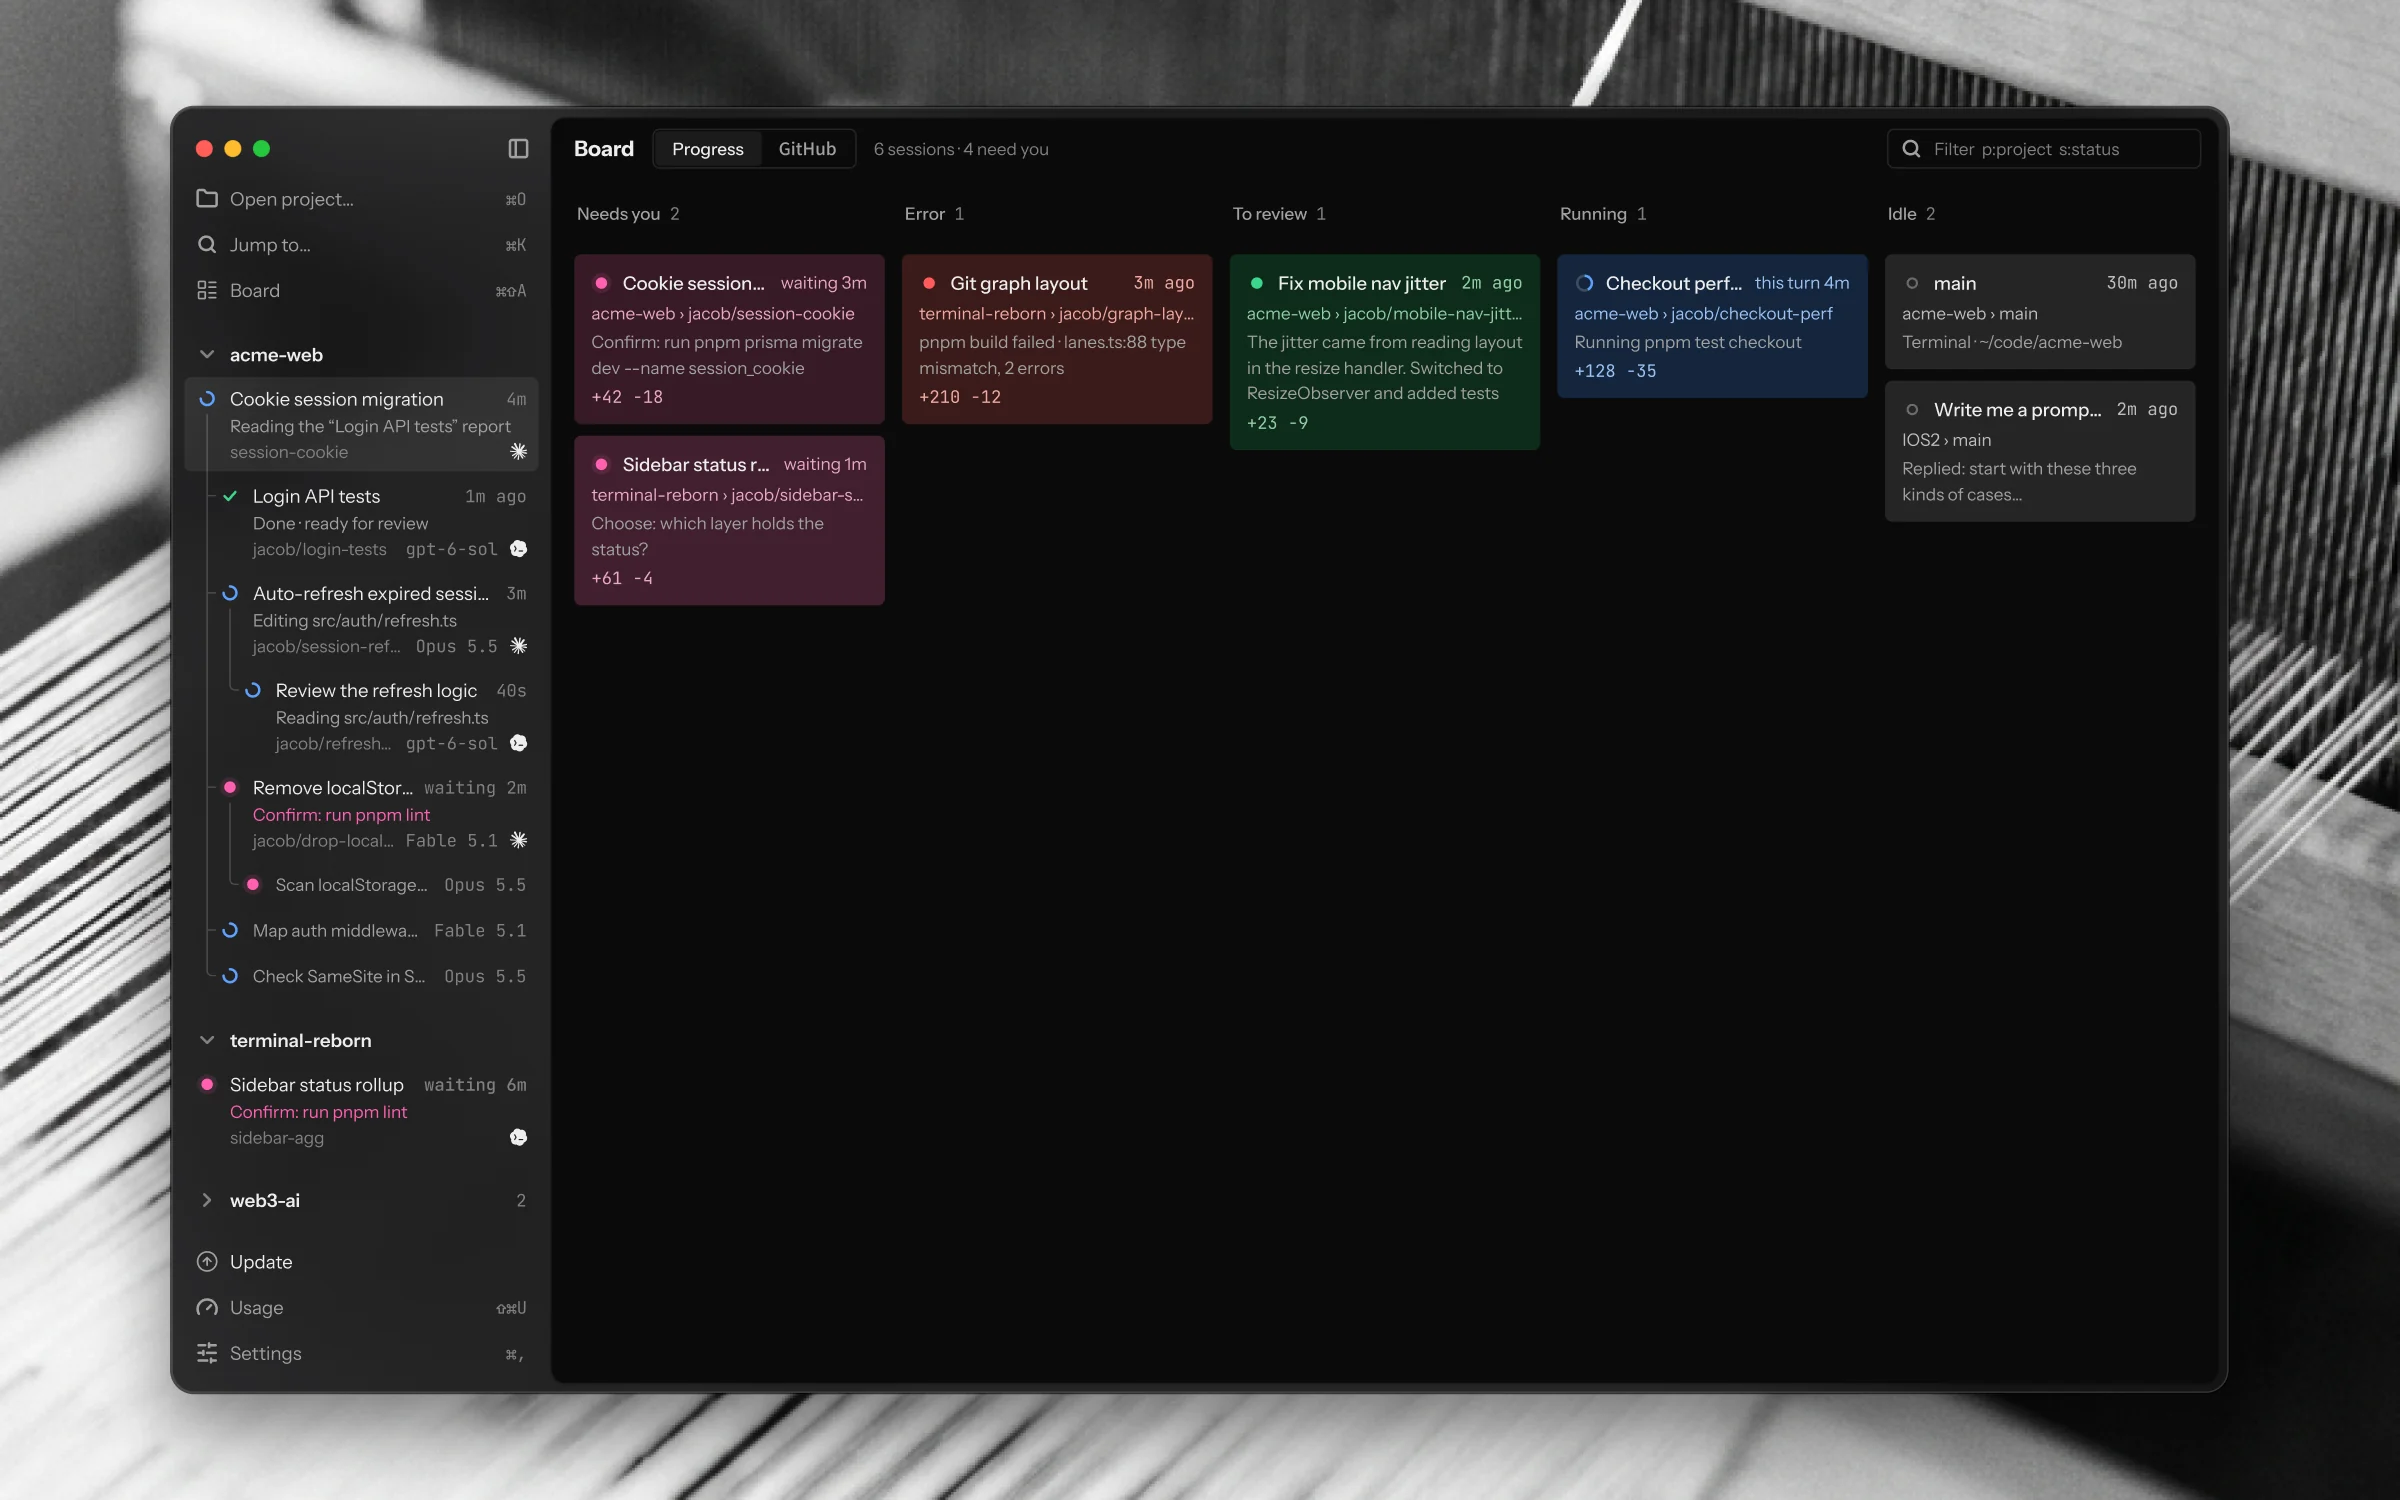 Open project… ⌘O
Jump to… ⌘K
Board ⌘⇧A
acme-web
Cookie session migration 4m
Reading the “Login API tests” report
session-cookie
Login API tests 1m ago
Done · ready for review
jacob/login-tests gpt-6-sol
Auto-refresh expired sessi… 3m
Editing src/auth/refresh.ts
jacob/session-ref… Opus 5.5
Review the refresh logic 40s
Reading src/auth/refresh.ts
jacob/refresh… gpt-6-sol
Remove localStor… waiting 2m
Confirm: run pnpm lint
jacob/drop-local… Fable 5.1
Scan localStorage… Opus 5.5
Map auth middlewa… Fable 5.1
Check SameSite in S… Opus 5.5
terminal-reborn
Sidebar status rollup waiting 6m
Confirm: run pnpm lint
sidebar-agg
web3-ai 2
Update
Usage ⇧⌘U
Settings ⌘,
Board Progress GitHub 6 sessions · 4 need you
Filter p:project s:status
Needs you 2
Cookie session… waiting 3m
acme-web › jacob/session-cookie
Confirm: run pnpm prisma migrate
dev --name session_cookie
+42 -18
Sidebar status r… waiting 1m
terminal-reborn › jacob/sidebar-s…
Choose: which layer holds the
status?
+61 -4
Error 1
Git graph layout 3m ago
terminal-reborn › jacob/graph-lay…
pnpm build failed · lanes.ts:88 type
mismatch, 2 errors
+210 -12
To review 1
Fix mobile nav jitter 2m ago
acme-web › jacob/mobile-nav-jitt…
The jitter came from reading layout
in the resize handler. Switched to
ResizeObserver and added tests
+23 -9
Running 1
Checkout perf… this turn 4m
acme-web › jacob/checkout-perf
Running pnpm test checkout
+128 -35
Idle 2
main 30m ago
acme-web › main
Terminal · ~/code/acme-web
Write me a promp… 2m ago
IOS2 › main
Replied: start with these three
kinds of cases…